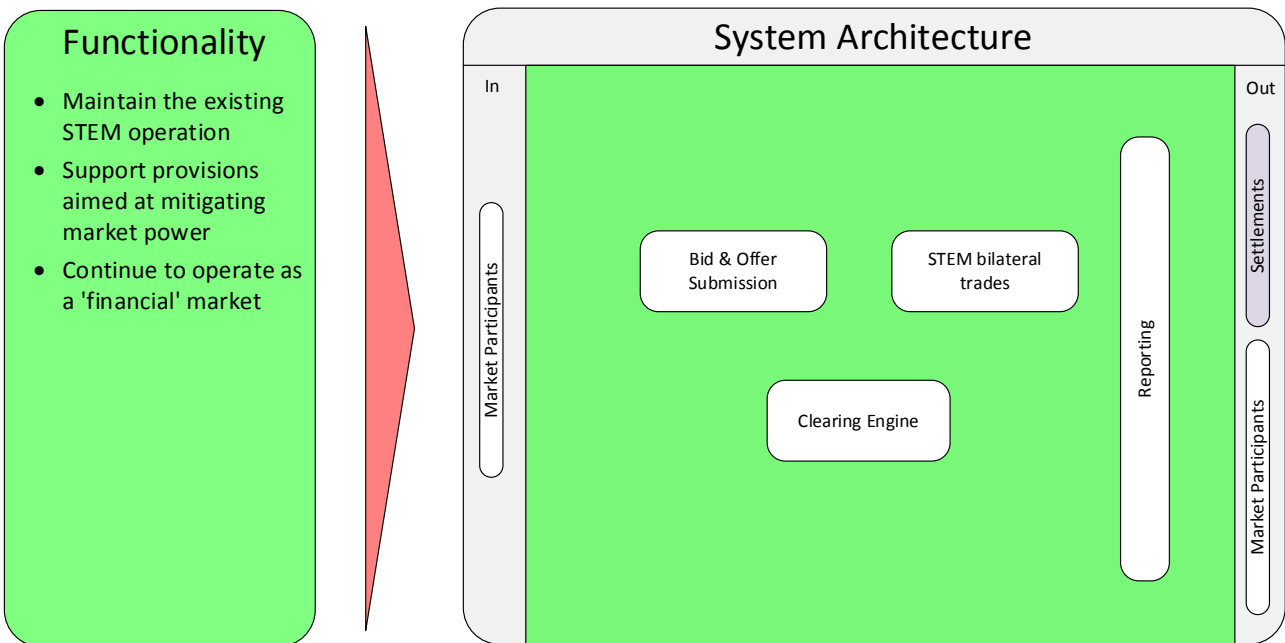 Functionality
• Maintain the existing
STEM operation
• Support provisions
aimed at mitigating
market power
• Continue to operate as
a 'financial' market
System Architecture
In
Market Participants
Bid & Offer
Submission
STEM bilateral
trades
Clearing Engine
Reporting
Out
Settlements
Market Participants